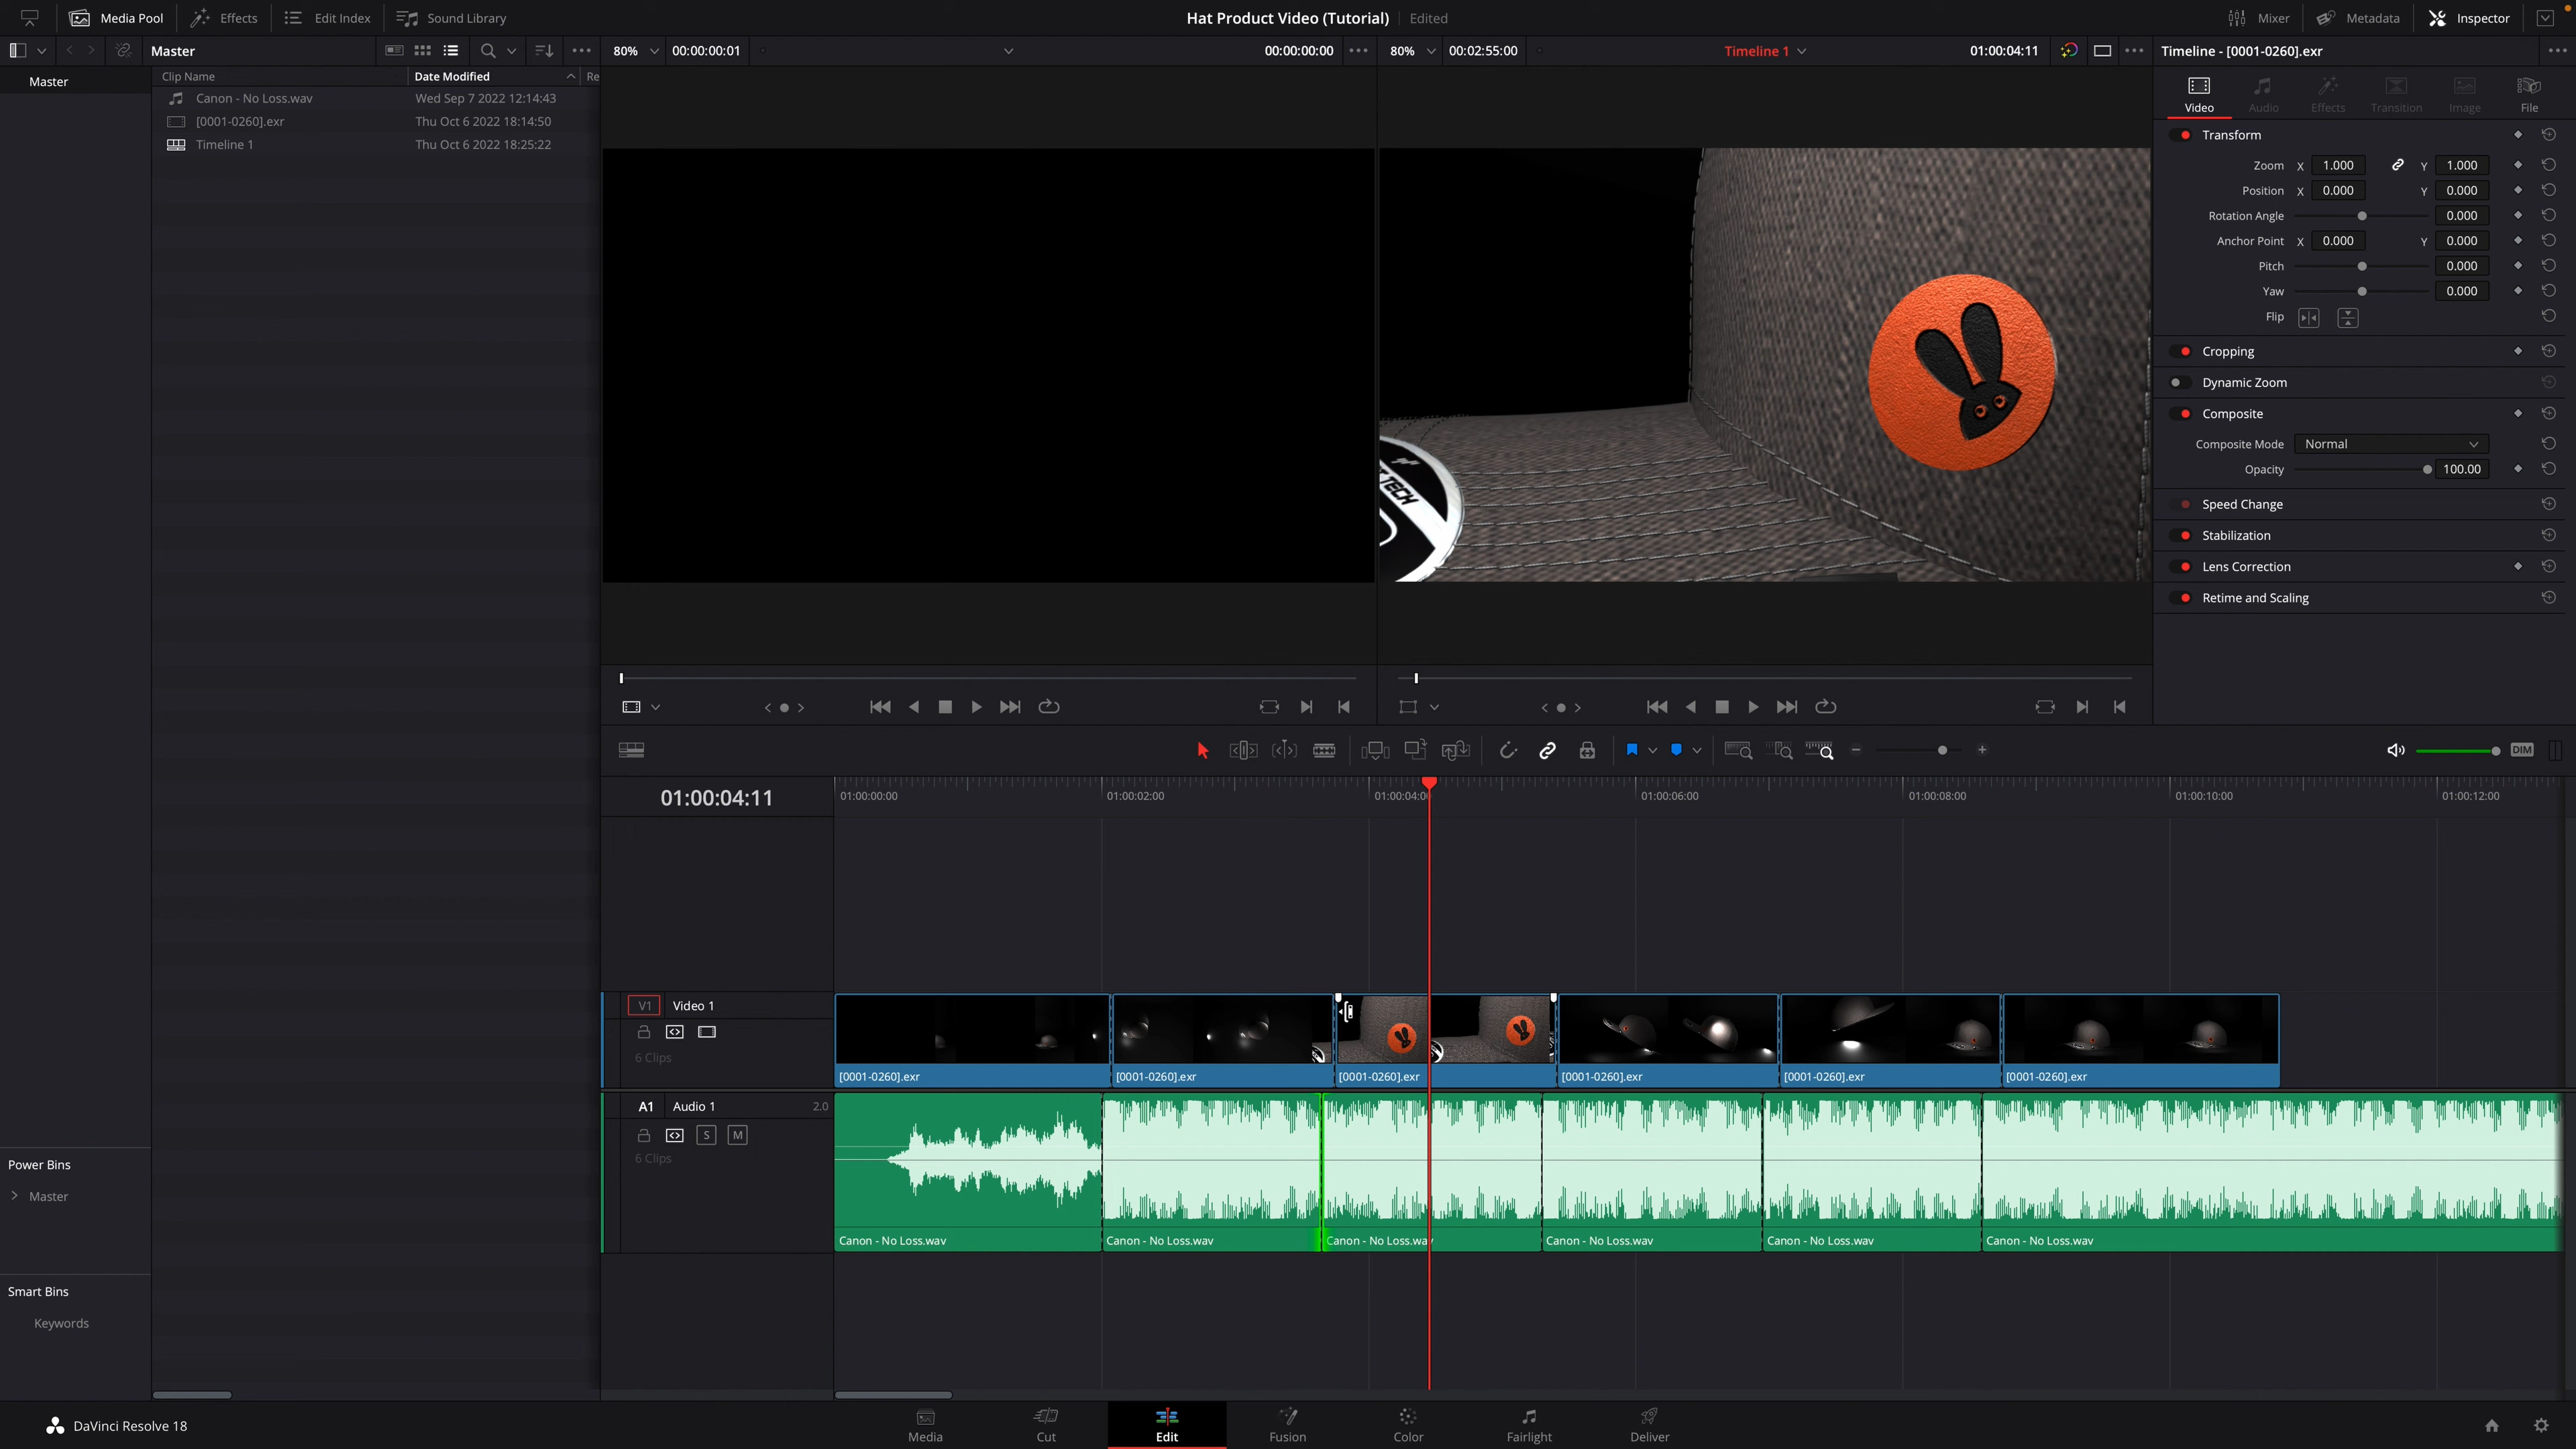 Media Pool Effects Edit Index Sound Library Hat Product Video (Tutorial) Edited Mixer Metadata Inspector
Master 80% 00:00:00:01 00:00:00:00 80% 00:02:55:00 Timeline 1 01:00:04:11 Timeline - [0001-0260].exr
Master
Clip Name Date Modified Re
Canon - No Loss.wav Wed Sep 7 2022 12:14:43
[0001-0260].exr Thu Oct 6 2022 18:14:50
Timeline 1 Thu Oct 6 2022 18:25:22
TECH
Video Audio Effects Transition Image File
Transform
Zoom X 1.000 Y 1.000
Position X 0.000 Y 0.000
Rotation Angle 0.000
Anchor Point X 0.000 Y 0.000
Pitch 0.000
Yaw 0.000
Flip
Cropping
Dynamic Zoom
Composite
Composite Mode Normal
Opacity 100.00
Speed Change
Stabilization
Lens Correction
Retime and Scaling
DIM
01:00:04:11 01:00:00:00 01:00:02:00 01:00:04:00 01:00:06:00 01:00:08:00 01:00:10:00 01:00:12:00
V1 Video 1
6 Clips
[0001-0260].exr [0001-0260].exr [0001-0260].exr [0001-0260].exr [0001-0260].exr [0001-0260].exr
A1 Audio 1 2.0
S M
6 Clips
Canon - No Loss.wav Canon - No Loss.wav Canon - No Loss.wav Canon - No Loss.wav Canon - No Loss.wav Canon - No Loss.wav
Power Bins
Master
Smart Bins
Keywords
DaVinci Resolve 18 Media Cut Edit Fusion Color Fairlight Deliver